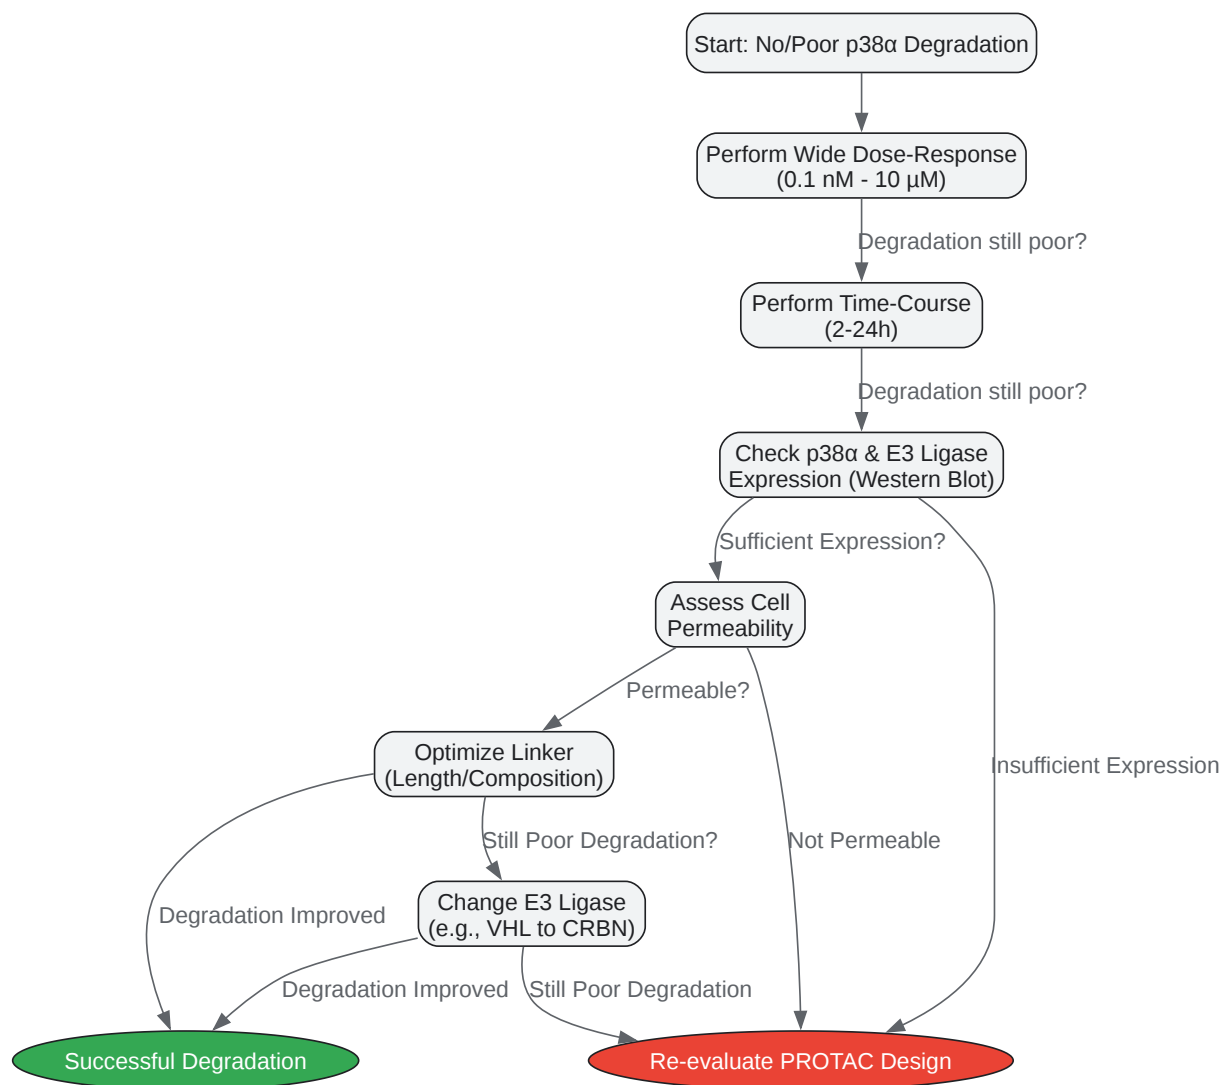 Start: No/Poor p38α Degradation
Perform Wide Dose-Response
(0.1 nM - 10 µM)
Degradation still poor?
Perform Time-Course
(2-24h)
Degradation still poor?
Check p38α & E3 Ligase
Expression (Western Blot)
Sufficient Expression?
Assess Cell
Permeability
Permeable?
Optimize Linker
(Length/Composition)
Insufficient Expression
Still Poor Degradation?
Not Permeable
Change E3 Ligase
(e.g., VHL to CRBN)
Degradation Improved
Degradation Improved
Still Poor Degradation
Successful Degradation
Re-evaluate PROTAC Design